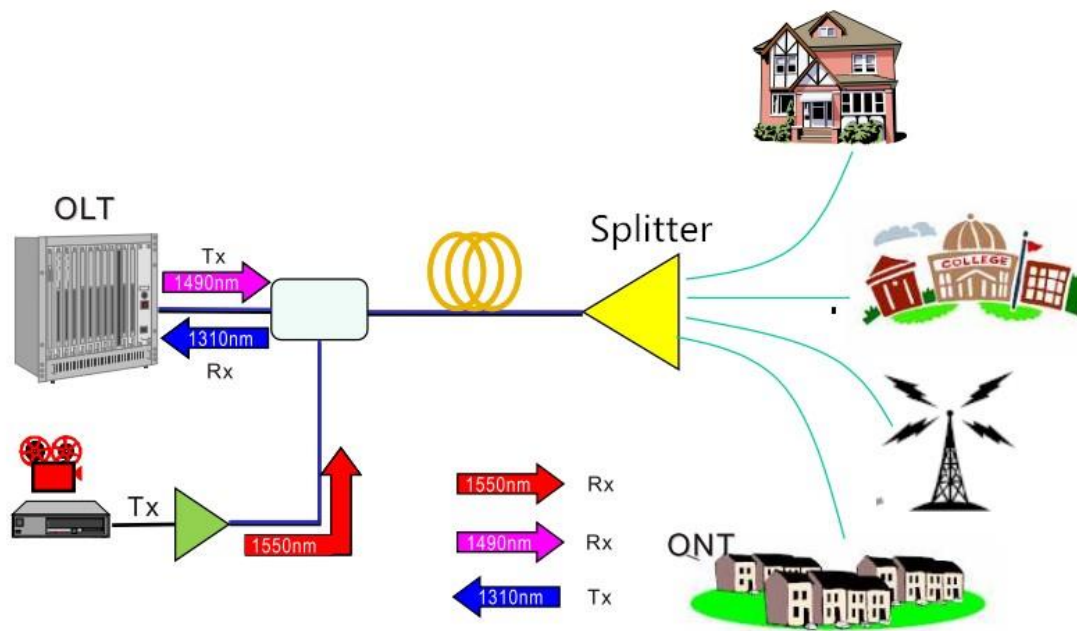 OLT
Splitter
COLLEGE
Tx
1490nm
1310nm
Rx
Tx
1550nm
1550nm Rx
1490nm Rx
1310nm Tx
ONT